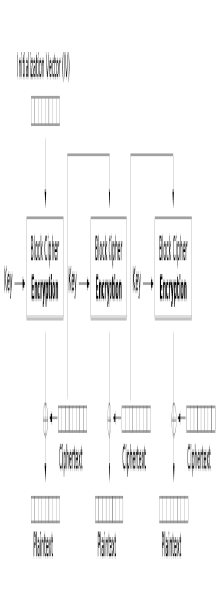 Initialization Vector (IV)
Block Cipher
Encryption
Key
Block Cipher
Encryption
Key
Block Cipher
Encryption
Key
Ciphertext
Ciphertext
Ciphertext
Plaintext
Plaintext
Plaintext